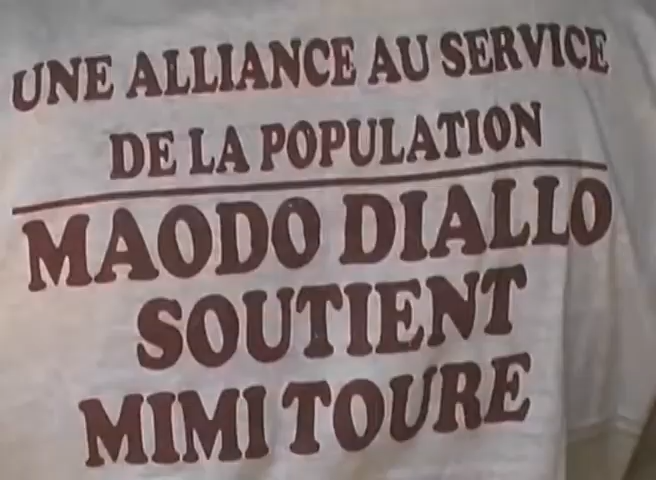 UNE ALLIANCE AU SERVICE
DE LA POPULATION
MAODO DIALLO
SOUTIENT
MIMI TOURE